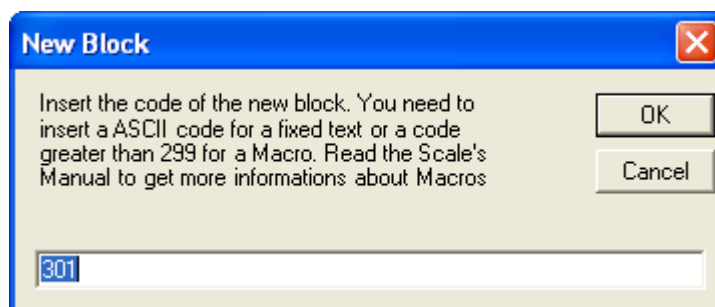 New Block
Insert the code of the new block. You need to
insert a ASCII code for a fixed text or a code
greater than 299 for a Macro. Read the Scale's
Manual to get more informations about Macros
OK
Cancel
301